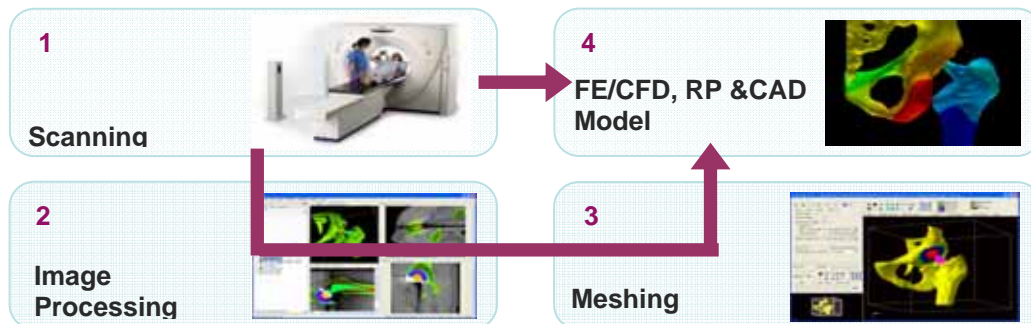 1
Scanning
2
Image
Processing
3
Meshing
4
FE/CFD, RP &CAD
Model